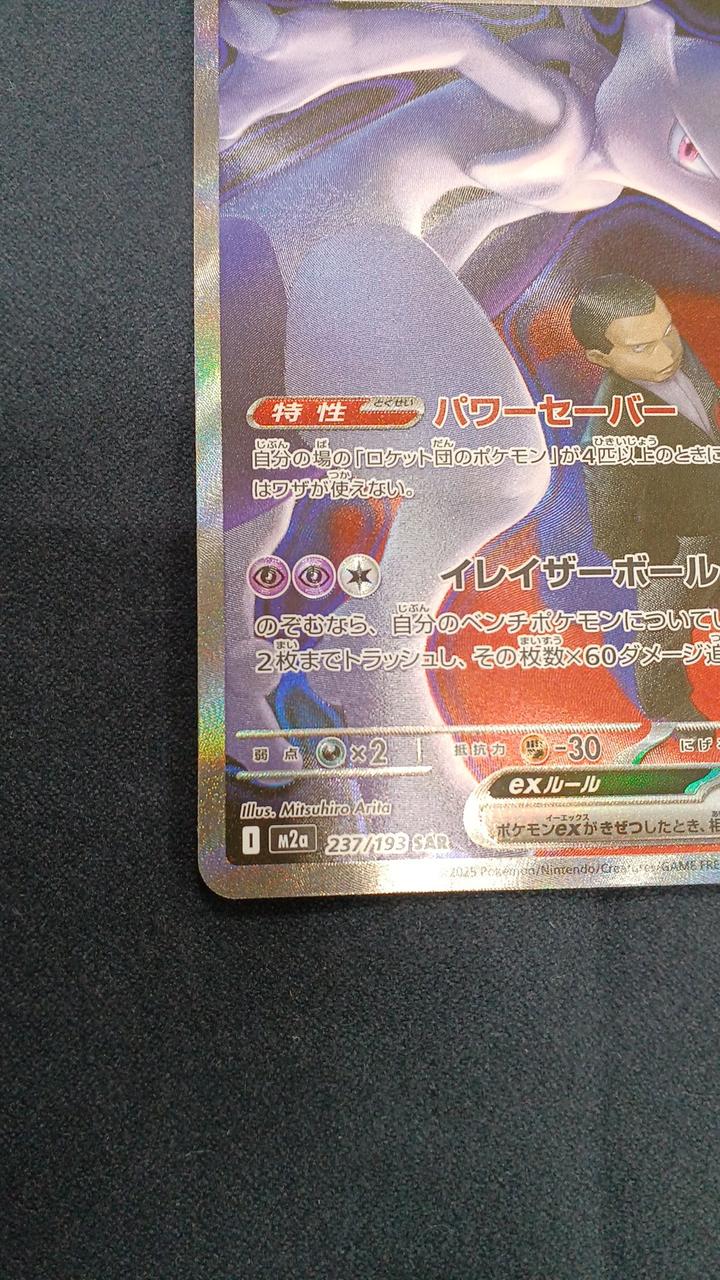 特性 とくせい パワーセーバー
じぶん ば だん ひきいじょう
自分の場の「ロケット団のポケモン」が4匹以上のときに
つか
はワザが使えない。
イレイザーボール
じぶん
のぞむなら、自分のベンチポケモンについてい
まい まいすう
2枚までトラッシュし、その枚数×60ダメージ追
弱点 ×2 抵抗力 -30 にげ
exルール
イーエックス
ポケモンexがきぜつしたとき、相
Illus. Mitsuhiro Arita
I m2a 237/193 SAR
2025 Pokémon/Nintendo/Creatures/GAME FRE